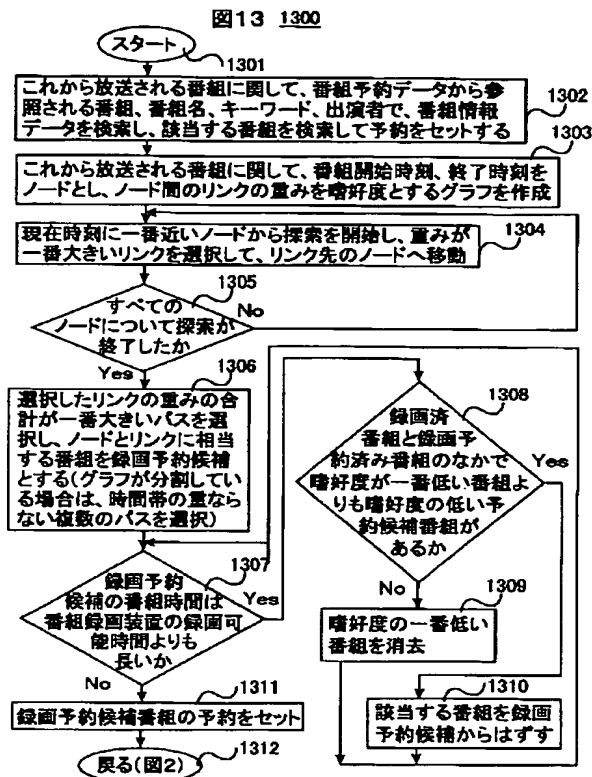 図13 1300
スタート
1301
これから放送される番組に関して、番組予約データから参
照される番組、番組名、キーワード、出演者で、番組情報
データを検索し、該当する番組を検索して予約をセットする
1302
1303
これから放送される番組に関して、番組開始時刻、終了時刻を
ノードとし、ノード間のリンクの重みを嗜好度とするグラフを作成
現在時刻に一番近いノードから探索を開始し、重みが
一番大きいリンクを選択して、リンク先のノードへ移動
1304
1305
すべての
ノードについて探索が
終了したか
No
Yes
1306
選択したリンクの重みの合
計が一番大きいパスを選
択し、ノードとリンクに相当
する番組を録画予約候補
とする(グラフが分割してい
る場合は、時間帯の重なら
ない複数のパスを選択)
1307
録画予約
候補の番組時間は
番組録画装置の録画可
能時間よりも
長いか
Yes
No
1308
録画済
番組と録画予
約済み番組のなかで
嗜好度が一番低い番組よ
りも嗜好度の低い予
約候補番組が
あるか
Yes
No
1309
嗜好度の一番低い
番組を消去
1310
該当する番組を録画
予約候補からはずす
1311
録画予約候補番組の予約をセット
1312
戻る(図2)